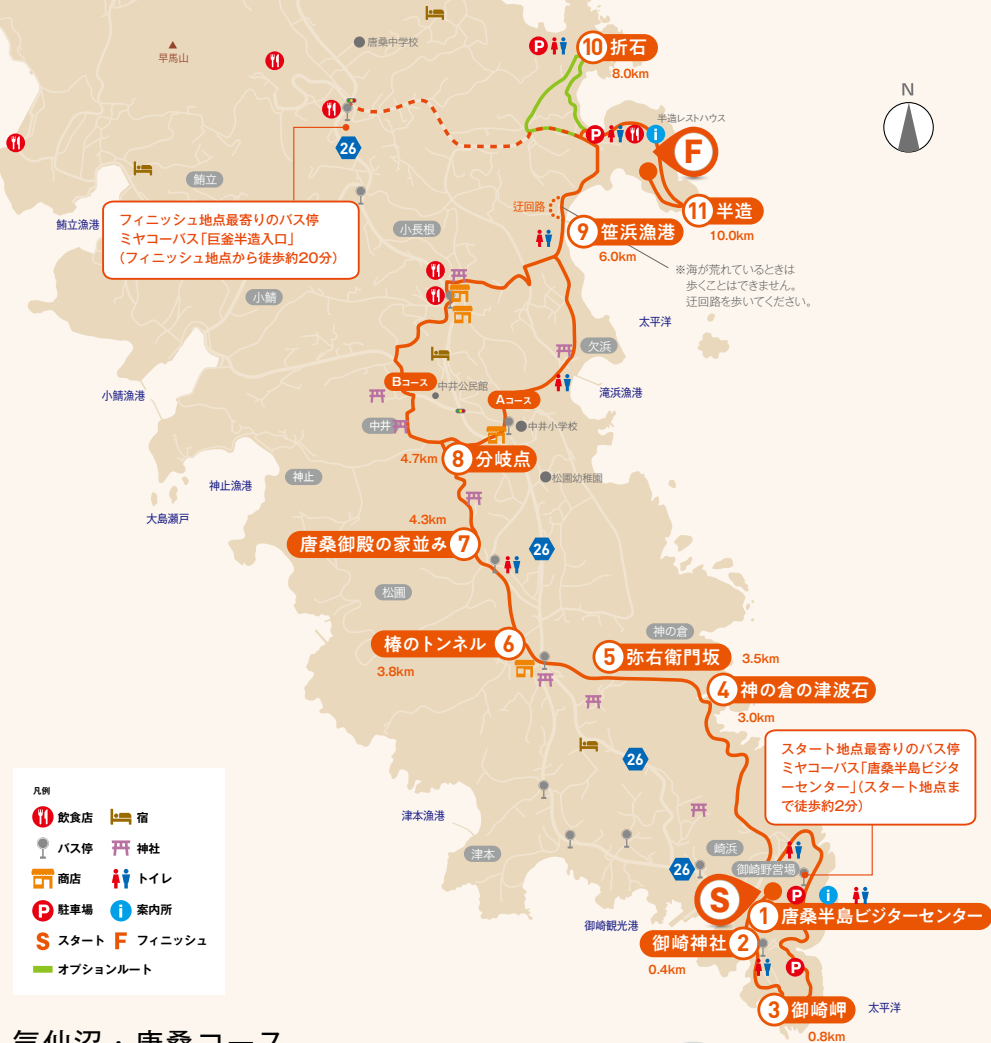 唐桑中学校
早馬山
P
10 折石
8.0km
N
半造レストハウス
P
i
F
26
鮪立
フィニッシュ地点最寄りのバス停
ミヤコーバス「巨釜半造入口」
(フィニッシュ地点から徒歩約20分)
鮪立漁港
小長根
迂回路
11 半造
10.0km
9 笹浜漁港
6.0km
※海が荒れているときは
歩くことはできません。
迂回路を歩いてください。
小鯖
太平洋
欠浜
小鯖漁港
Bコース
中井公民館
Aコース
滝浜漁港
中井
中井小学校
4.7km
8 分岐点
神止漁港
神止
松圃幼稚園
大島瀬戸
4.3km
唐桑御殿の家並み 7
26
松圃
椿のトンネル 6
3.8km
神の倉
5 弥右衛門坂
3.5km
4 神の倉の津波石
3.0km
スタート地点最寄りのバス停
ミヤコーバス「唐桑半島ビジタ
ーセンター」(スタート地点ま
で徒歩約2分)
26
凡例
飲食店
宿
バス停
神社
商店
トイレ
P 駐車場
i 案内所
S スタート
F フィニッシュ
オプションルート
津本漁港
津本
崎浜
26
御崎野営場
S
P
i
1 唐桑半島ビジターセンター
御崎観光港
御崎神社 2
0.4km
P
3 御崎岬
太平洋
0.8km
気仙沼・唐桑コース